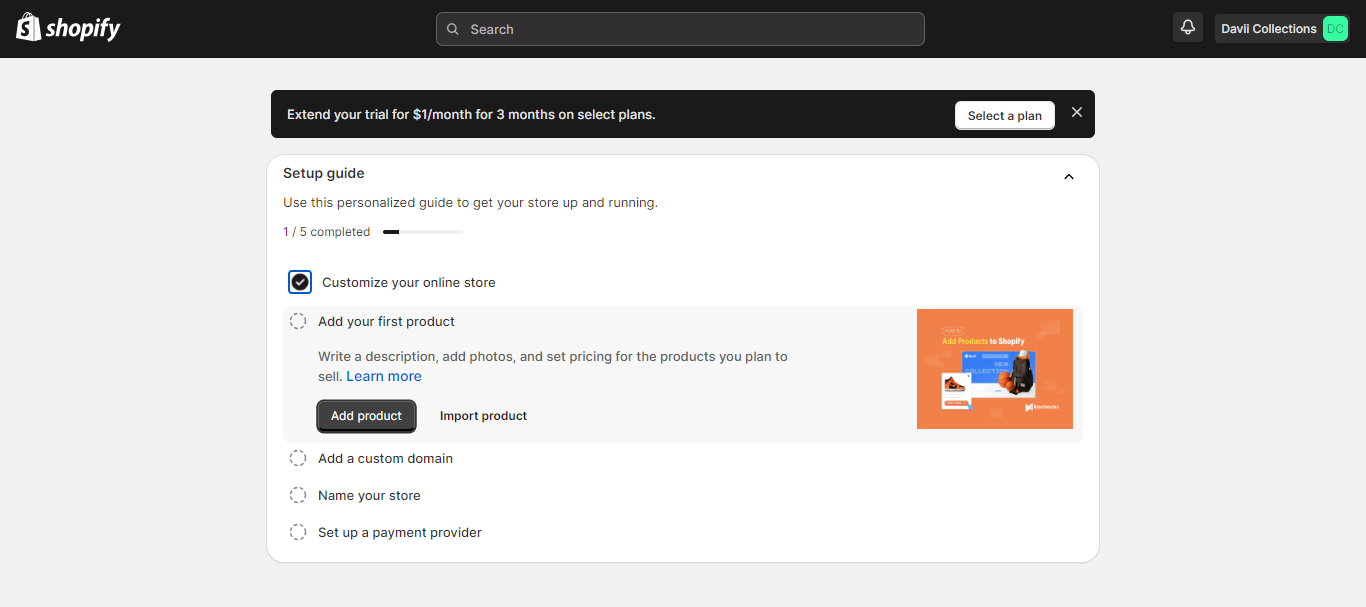 shopify
Search
Davii Collections DC
Extend your trial for $1/month for 3 months on select plans.
Select a plan
Setup guide
Use this personalized guide to get your store up and running.
1 / 5 completed
Customize your online store
Add your first product
Write a description, add photos, and set pricing for the products you plan to
sell. Learn more
Add product
Import product
HOW TO
Add Products to Shopify
NEW
COLLECTION
Add a custom domain
Name your store
Set up a payment provider